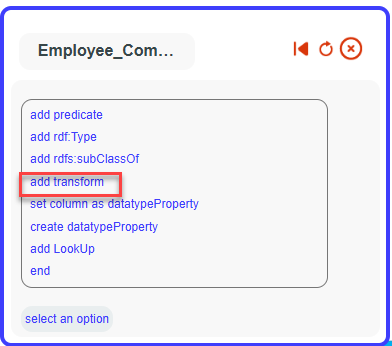 Employee_Com...
add predicate
add rdf:Type
add rdfs:subClassOf
add transform
set column as datatypeProperty
create datatypeProperty
add LookUp
end
select an option